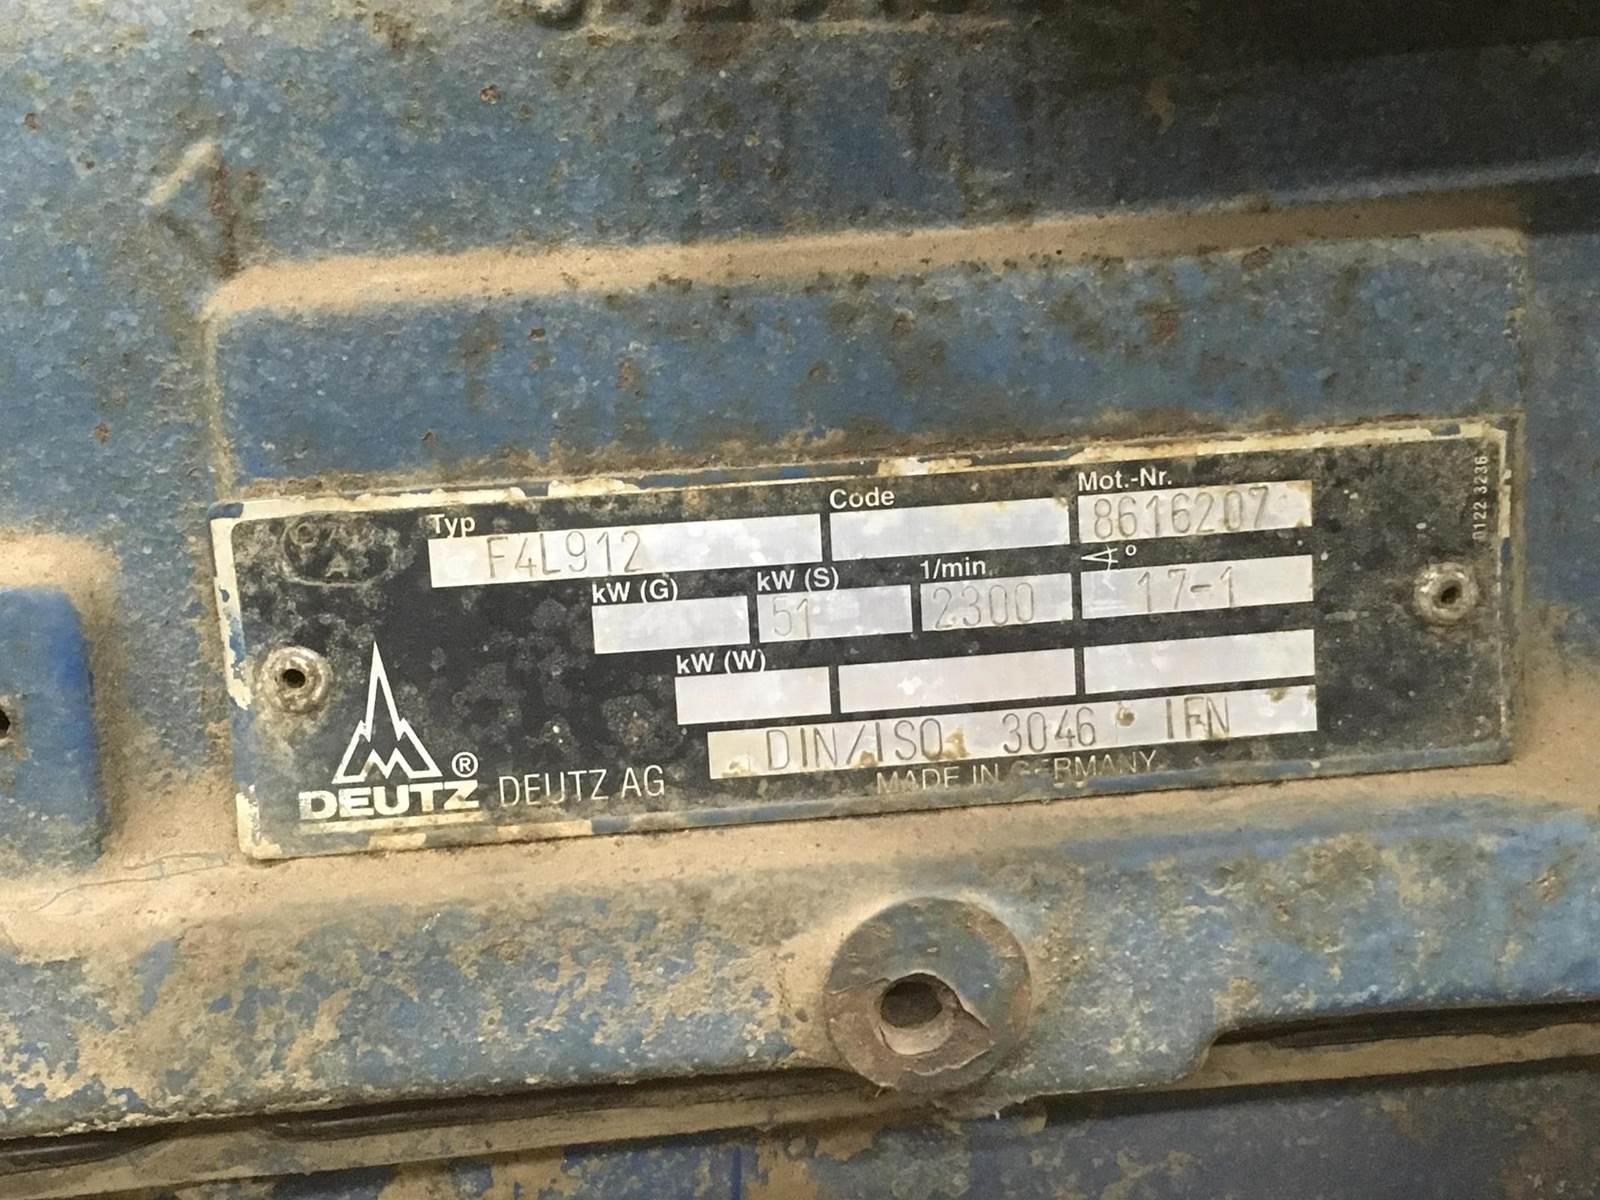 Typ
Code
Mot.-Nr.
F4L912
8616207
kW (G)
kW (S)
1/min
∢°
51
2300
17-1
kW (W)
DIN/ISO 3046 IFN
DEUTZ® DEUTZ AG
MADE IN GERMANY
0122 3236